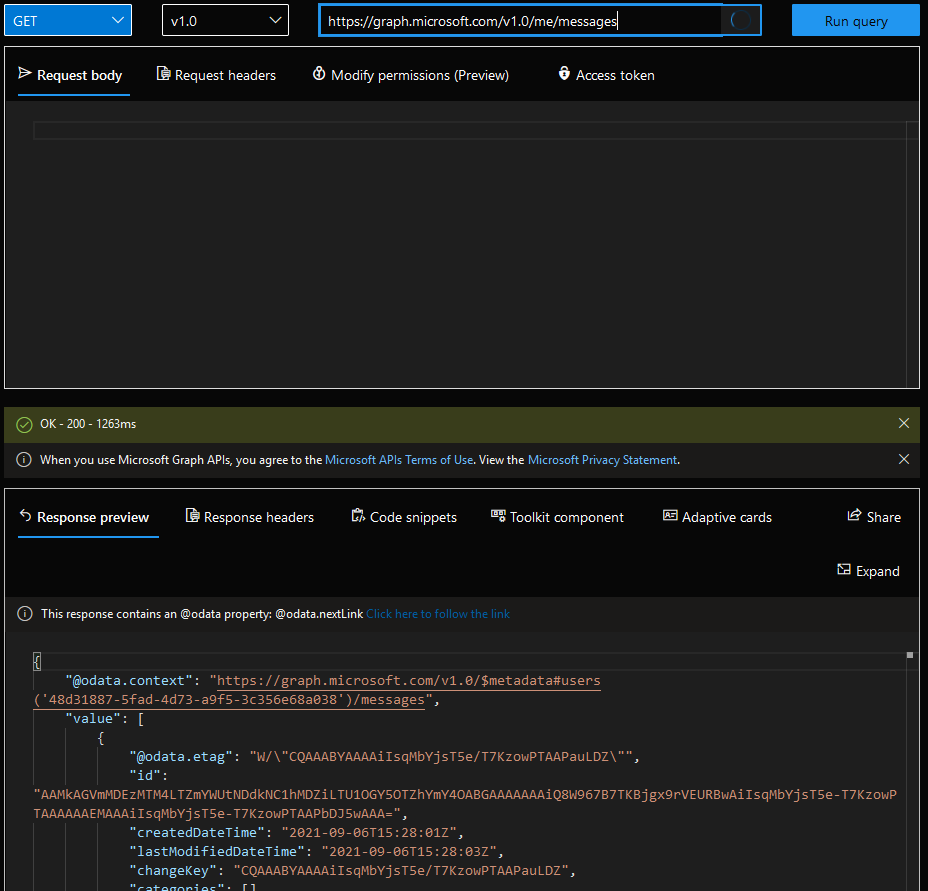 GET v1.0 https://graph.microsoft.com/v1.0/me/messages Run query
Request body Request headers Modify permissions (Preview) Access token
OK - 200 - 1263ms
When you use Microsoft Graph APIs, you agree to the Microsoft APIs Terms of Use. View the Microsoft Privacy Statement.
Response preview Response headers Code snippets Toolkit component Adaptive cards Share
Expand
This response contains an @odata property: @odata.nextLink Click here to follow the link
{
"@odata.context": "https://graph.microsoft.com/v1.0/$metadata#users
('48d31887-5fad-4d73-a9f5-3c356e68a038')/messages",
"value": [
{
"@odata.etag": "W/\"CQAAABYAAAAiIsqMbYjsT5e/T7KzowPTAAPauLDZ\"",
"id":
"AAMkAGVmMDEzMTM4LTZmYWUtNDdkNC1hMDZiLTU1OGY5OTZhYmY4OABGAAAAAAAiQ8W967B7TKBjgx9rVEURBwAiIsqMbYjsT5e-T7KzowP
TAAAAAAEMAAAiIsqMbYjsT5e-T7KzowPTAAPbDJ5wAAA=",
"createdDateTime": "2021-09-06T15:28:01Z",
"lastModifiedDateTime": "2021-09-06T15:28:03Z",
"changeKey": "CQAAABYAAAAiIsqMbYjsT5e/T7KzowPTAAPauLDZ",
"categories": [],